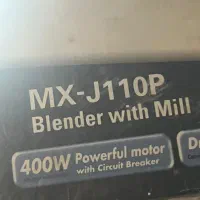 MX-J110P
Blender with Mill
400W Powerful motor
with Circuit Breaker